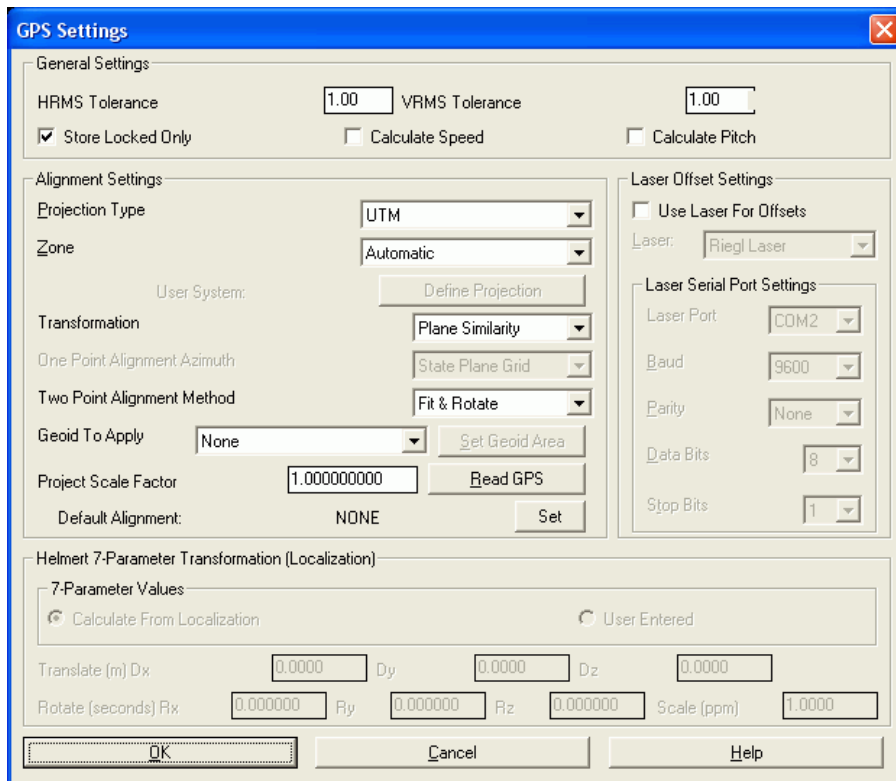 GPS Settings
General Settings
HRMS Tolerance 1.00 VRMS Tolerance 1.00
Store Locked Only Calculate Speed Calculate Pitch
Alignment Settings
Projection Type UTM
Zone Automatic
User System: Define Projection
Transformation Plane Similarity
One Point Alignment Azimuth State Plane Grid
Two Point Alignment Method Fit & Rotate
Geoid To Apply None Set Geoid Area
Project Scale Factor 1.000000000 Read GPS
Default Alignment: NONE Set
Laser Offset Settings
Use Laser For Offsets
Laser: Riegl Laser
Laser Serial Port Settings
Laser Port COM2
Baud 9600
Parity None
Data Bits 8
Stop Bits 1
Helmert 7-Parameter Transformation (Localization)
7-Parameter Values
Calculate From Localization User Entered
Translate (m) Dx 0.0000 Dy 0.0000 Dz 0.0000
Rotate (seconds) Rx 0.000000 Ry 0.000000 Rz 0.000000 Scale (ppm) 1.0000
OK Cancel Help